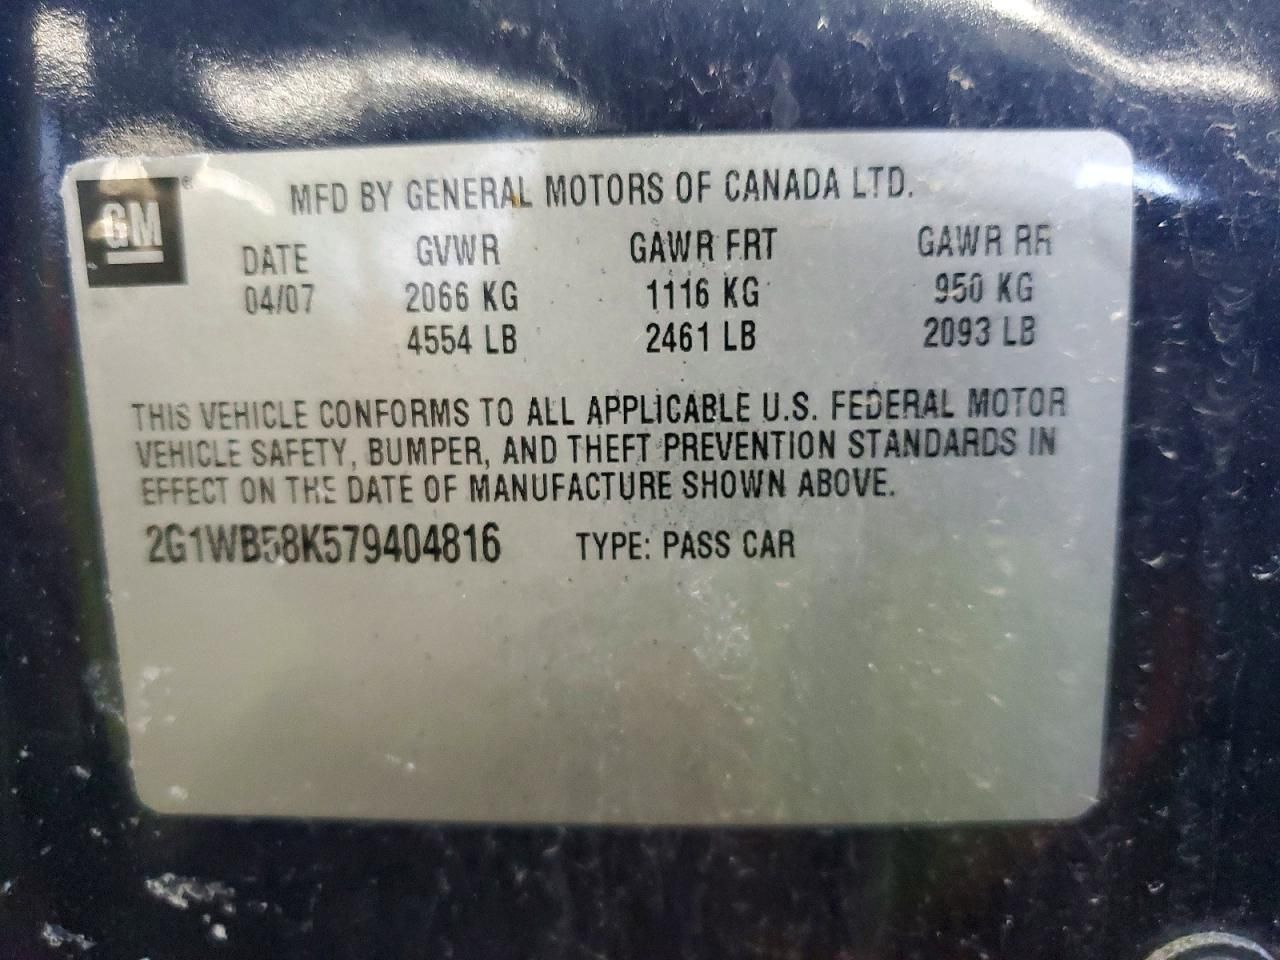 GM®
MFD BY GENERAL MOTORS OF CANADA LTD.
DATE GVWR GAWR FRT GAWR RR
04/07 2066 KG 1116 KG 950 KG
4554 LB 2461 LB 2093 LB
THIS VEHICLE CONFORMS TO ALL APPLICABLE U.S. FEDERAL MOTOR
VEHICLE SAFETY, BUMPER, AND THEFT PREVENTION STANDARDS IN
EFFECT ON THE DATE OF MANUFACTURE SHOWN ABOVE.
2G1WB58K579404816 TYPE: PASS CAR